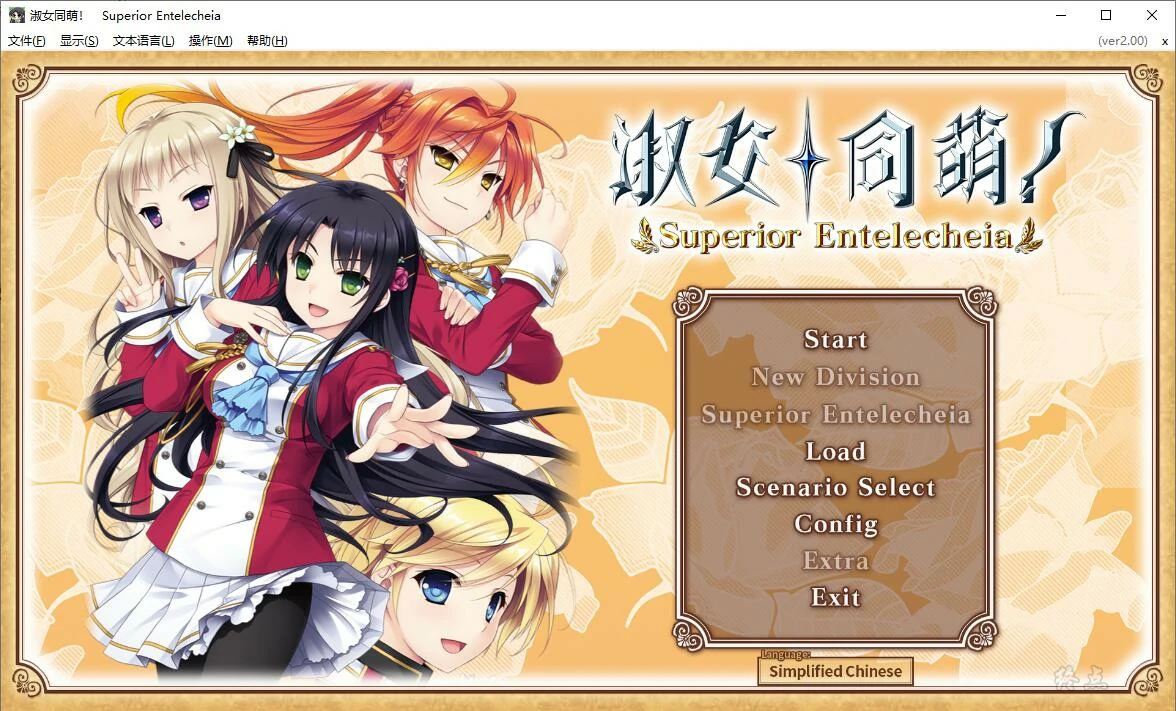 淑女同萌！ Superior Entelecheia
文件(F) 显示(S) 文本语言(L) 操作(M) 帮助(H) (ver2.00) x
淑女同萌！
Superior Entelecheia
Start
New Division
Superior Entelecheia
Load
Scenario Select
Config
Extra
Exit
Language:
Simplified Chinese
终点